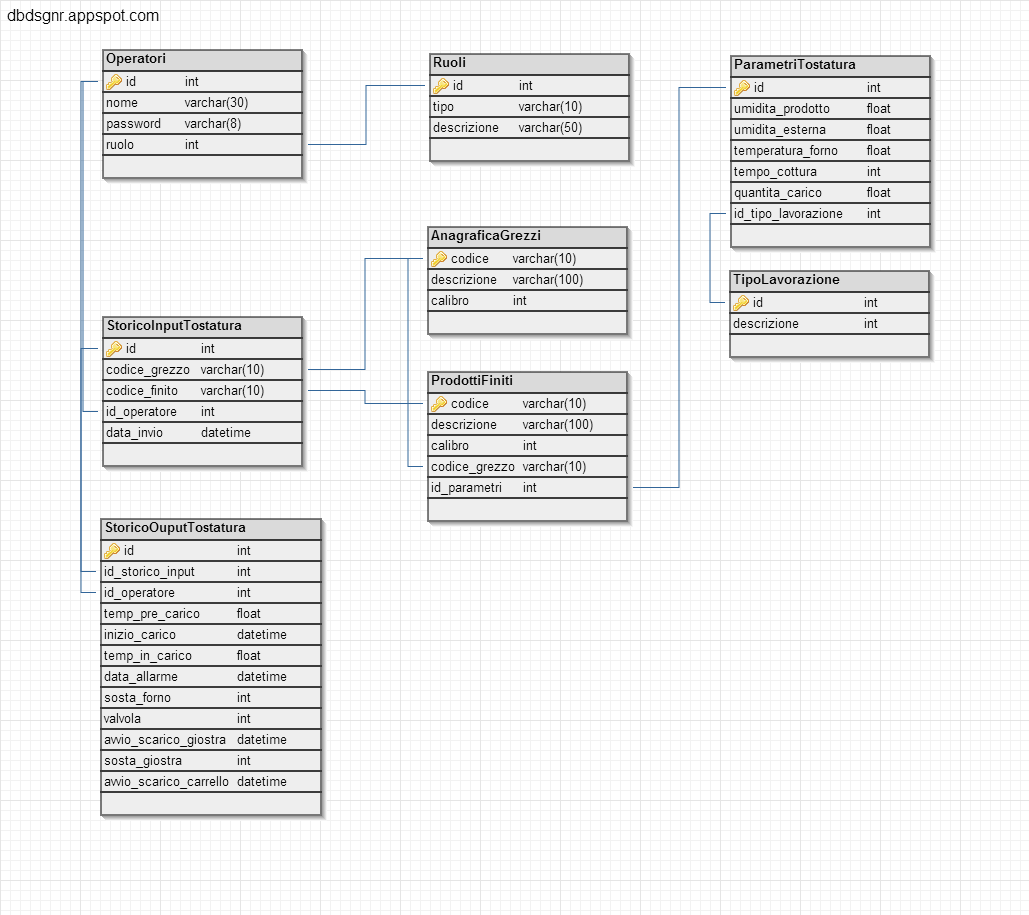 dbdsgnr.appspot.com
Operatori
id int
nome varchar(30)
password varchar(8)
ruolo int
Ruoli
id int
tipo varchar(10)
descrizione varchar(50)
ParametriTostatura
id int
umidita_prodotto float
umidita_esterna float
temperatura_forno float
tempo_cottura int
quantita_carico float
id_tipo_lavorazione int
AnagraficaGrezzi
codice varchar(10)
descrizione varchar(100)
calibro int
TipoLavorazione
id int
descrizione int
StoricoInputTostatura
id int
codice_grezzo varchar(10)
codice_finito varchar(10)
id_operatore int
data_invio datetime
ProdottiFiniti
codice varchar(10)
descrizione varchar(100)
calibro int
codice_grezzo varchar(10)
id_parametri int
StoricoOuputTostatura
id int
id_storico_input int
id_operatore int
temp_pre_carico float
inizio_carico datetime
temp_in_carico float
data_allarme datetime
sosta_forno int
valvola int
avvio_scarico_giostra datetime
sosta_giostra int
avvio_scarico_carrello datetime